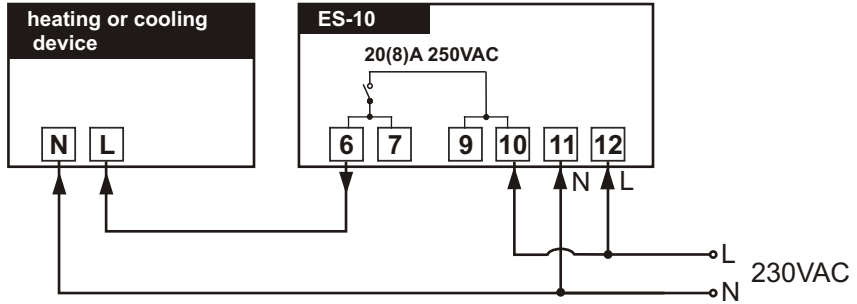 heating or cooling
device
ES-10
20(8)A 250VAC
N L
6 7 9 10 11 12
N L
L
230VAC
N